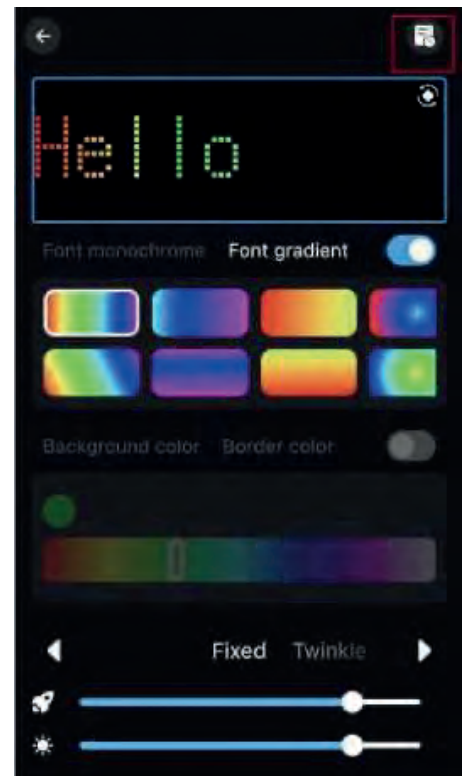 Hello
Font monochrome Font gradient
Background color Border color
Fixed Twinkle